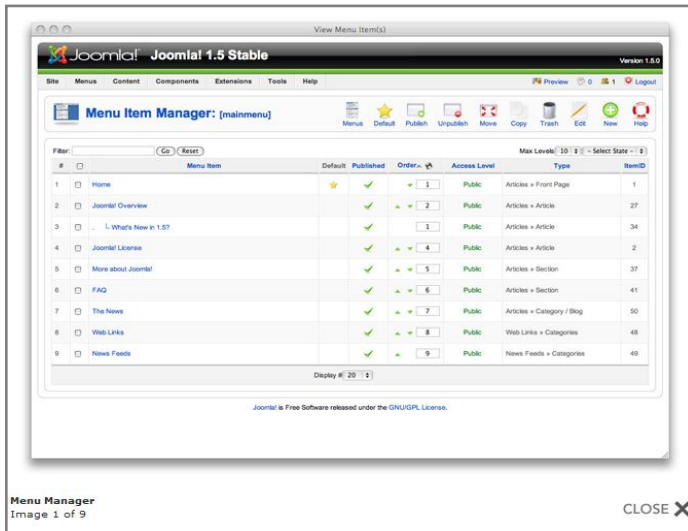 View Menu Item(s)
Joomla! Joomla! 1.5 Stable
Version 1.5.0
Site Menus Content Components Extensions Tools Help Preview 0 1 Logout
Menu Item Manager: [mainmenu]
Menus Default Publish Unpublish Move Copy Trash Edit New Help
Filter: Go Reset Max Levels 10 - Select State -
# Menu Item Default Published Order Access Level Type ItemID
1 Home 1 Public Articles » Front Page 1
2 Joomla! Overview 2 Public Articles » Article 27
3 . What's New in 1.5? 1 Public Articles » Article 34
4 Joomla! License 4 Public Articles » Article 2
5 More about Joomla! 5 Public Articles » Section 37
6 FAQ 6 Public Articles » Section 41
7 The News 7 Public Articles » Category / Blog 50
8 Web Links 8 Public Web Links » Categories 48
9 News Feeds 9 Public News Feeds » Categories 49
Display # 20
Joomla! is Free Software released under the GNU/GPL License.
Menu Manager
Image 1 of 9
CLOSE X